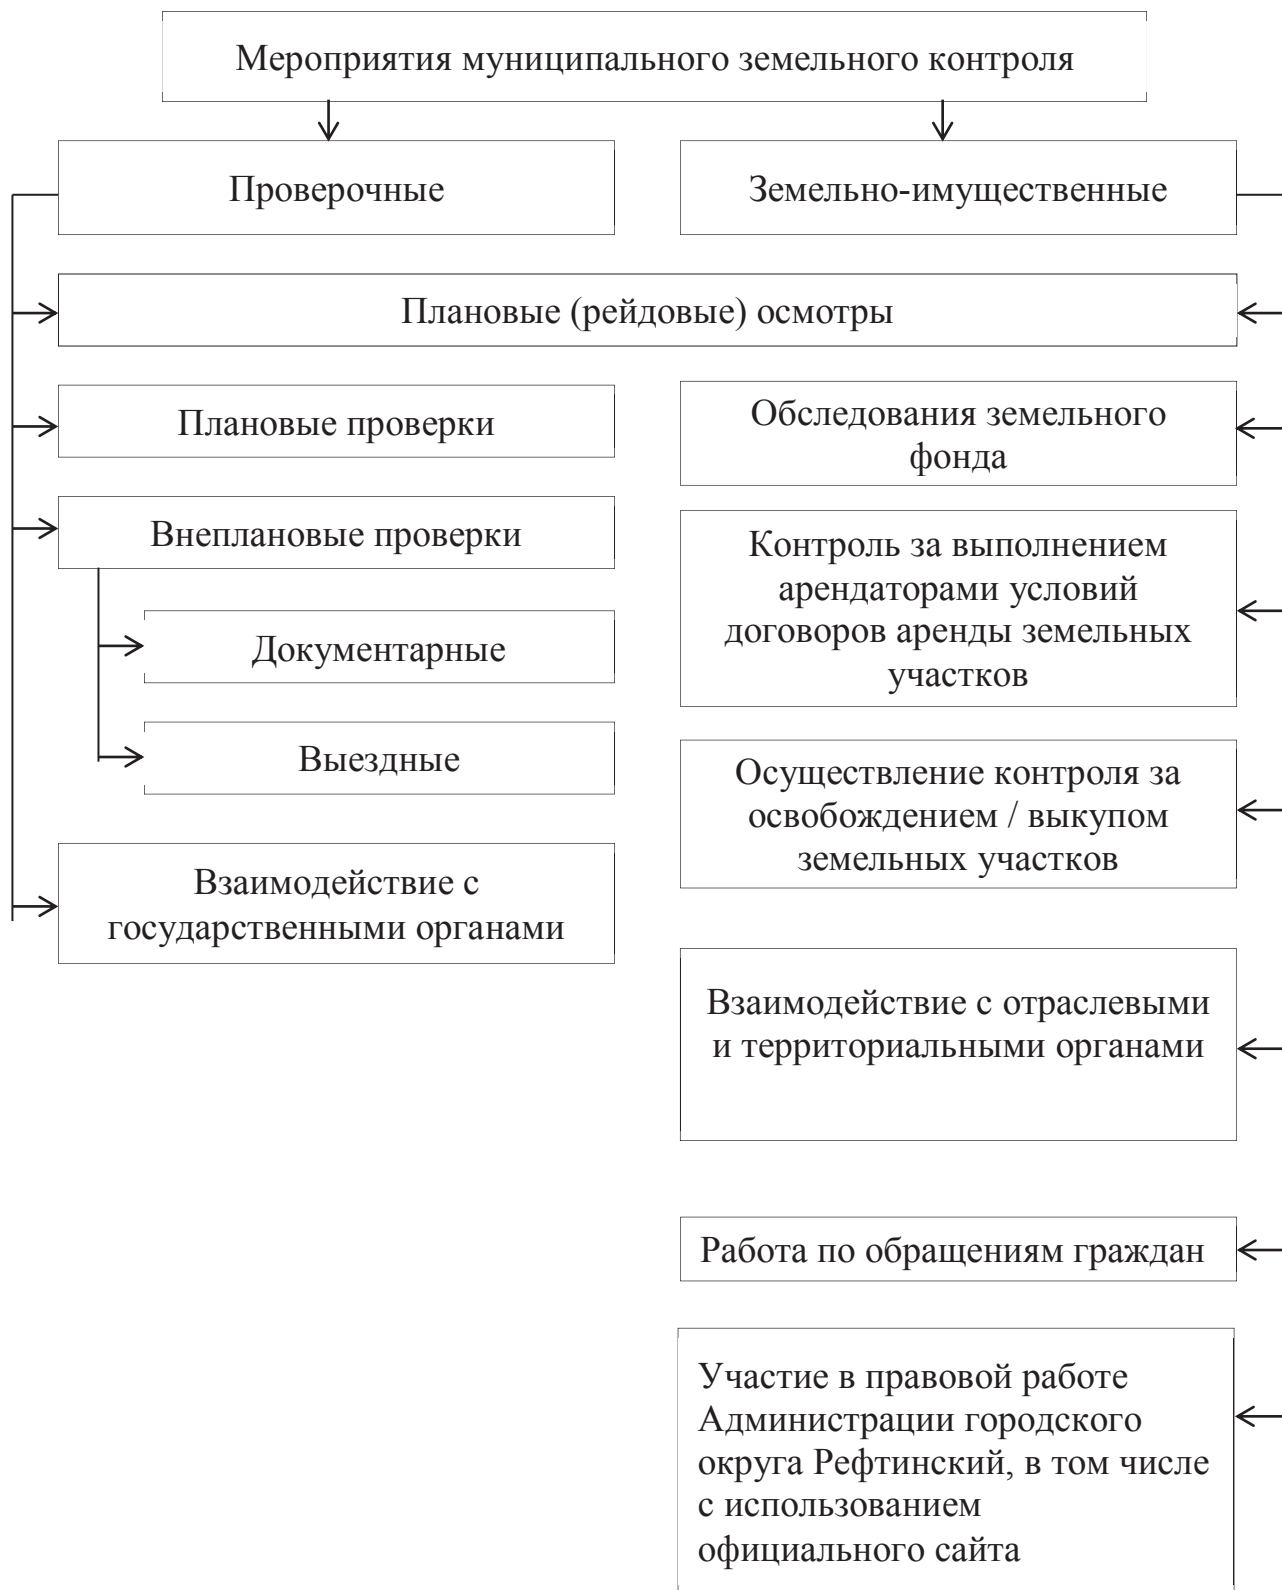 Мероприятия муниципального земельного контроля
Проверочные
Земельно-имущественные
Плановые (рейдовые) осмотры
Плановые проверки
Обследования земельного
фонда
Внеплановые проверки
Контроль за выполнением
арендаторами условий
договоров аренды земельных
участков
Документарные
Выездные
Осуществление контроля за
освобождением / выкупом
земельных участков
Взаимодействие с
государственными органами
Взаимодействие с отраслевыми
и территориальными органами
Работа по обращениям граждан
Участие в правовой работе
Администрации городского
округа Рефтинский, в том числе
с использованием
официального сайта